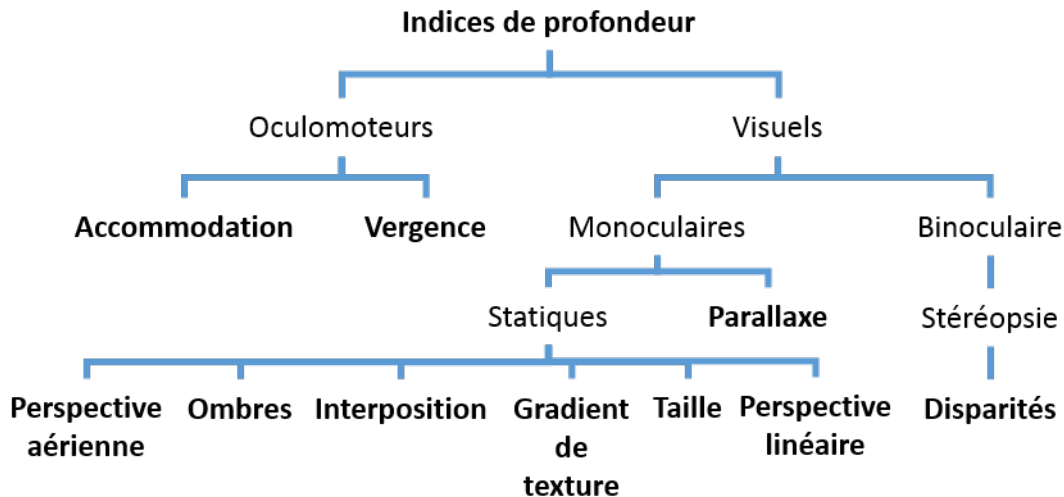 Indices de profondeur
Oculomoteurs
Visuels
Accommodation
Vergence
Monoculaires
Binoculaire
Statiques
Parallaxe
Stéréopsie
Perspective
aérienne
Ombres
Interposition
Gradient
de
texture
Taille
Perspective
linéaire
Disparités